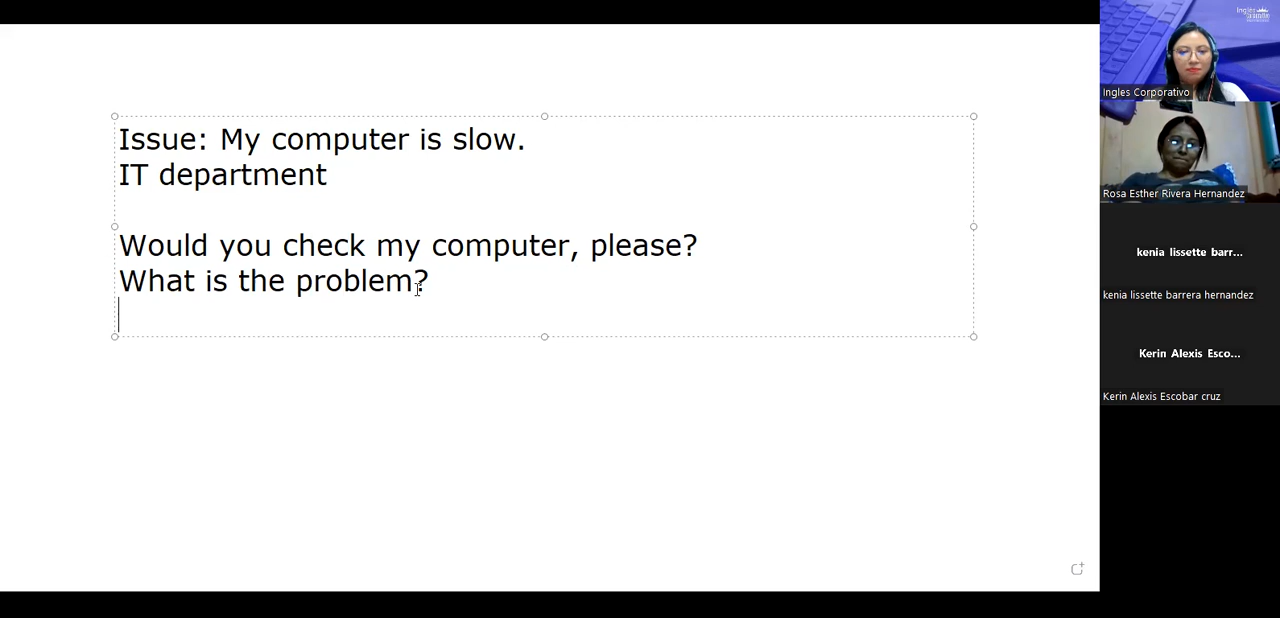 Issue: My computer is slow.
IT department
Would you check my computer, please?
What is the problem?
Ingles Corporativo
Rosa Esther Rivera Hernandez
kenia lissette barr...
kenia lissette barrera hernandez
Kerin Alexis Esco...
Kerin Alexis Escobar cruz